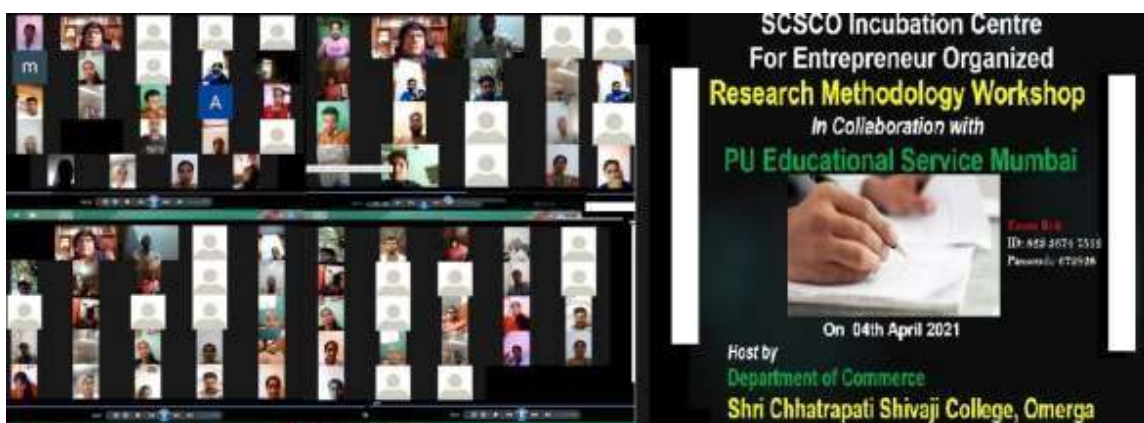 m
A
SCSCO Incubation Centre
For Entrepreneur Organized
Research Methodology Workshop
In Collaboration with
PU Educational Service Mumbai
ID:
On 04th April 2021
Host by
Department of Commerce
Shri Chhatrapati Shivaji College, Omerga